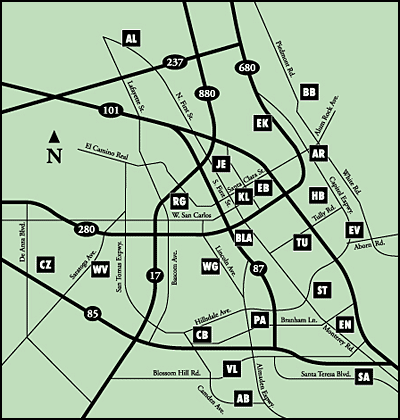 AL
237
680
Piedmont Rd.
BB
880
Lafayette St.
N. First St.
101
EK
Alum Rock Ave.
N
El Camino Real
JE
AR
White Rd.
Santa Clara St.
S. First St.
KL
EB
HB
Capitol Expwy.
RG
W. San Carlos
Tully Rd.
EV
280
BLA
TU
Aborn Rd.
De Anza Blvd.
CZ
Saratoga Ave.
WV
San Tomas Expwy.
17
Bascom Ave.
WG
Lincoln Ave.
87
ST
85
Hillsdale Ave.
PA
Branham Ln.
EN
CB
Monterey Rd.
VL
Blossom Hill Rd.
Santa Teresa Blvd.
SA
Camden Ave.
AB
Almaden Expwy.